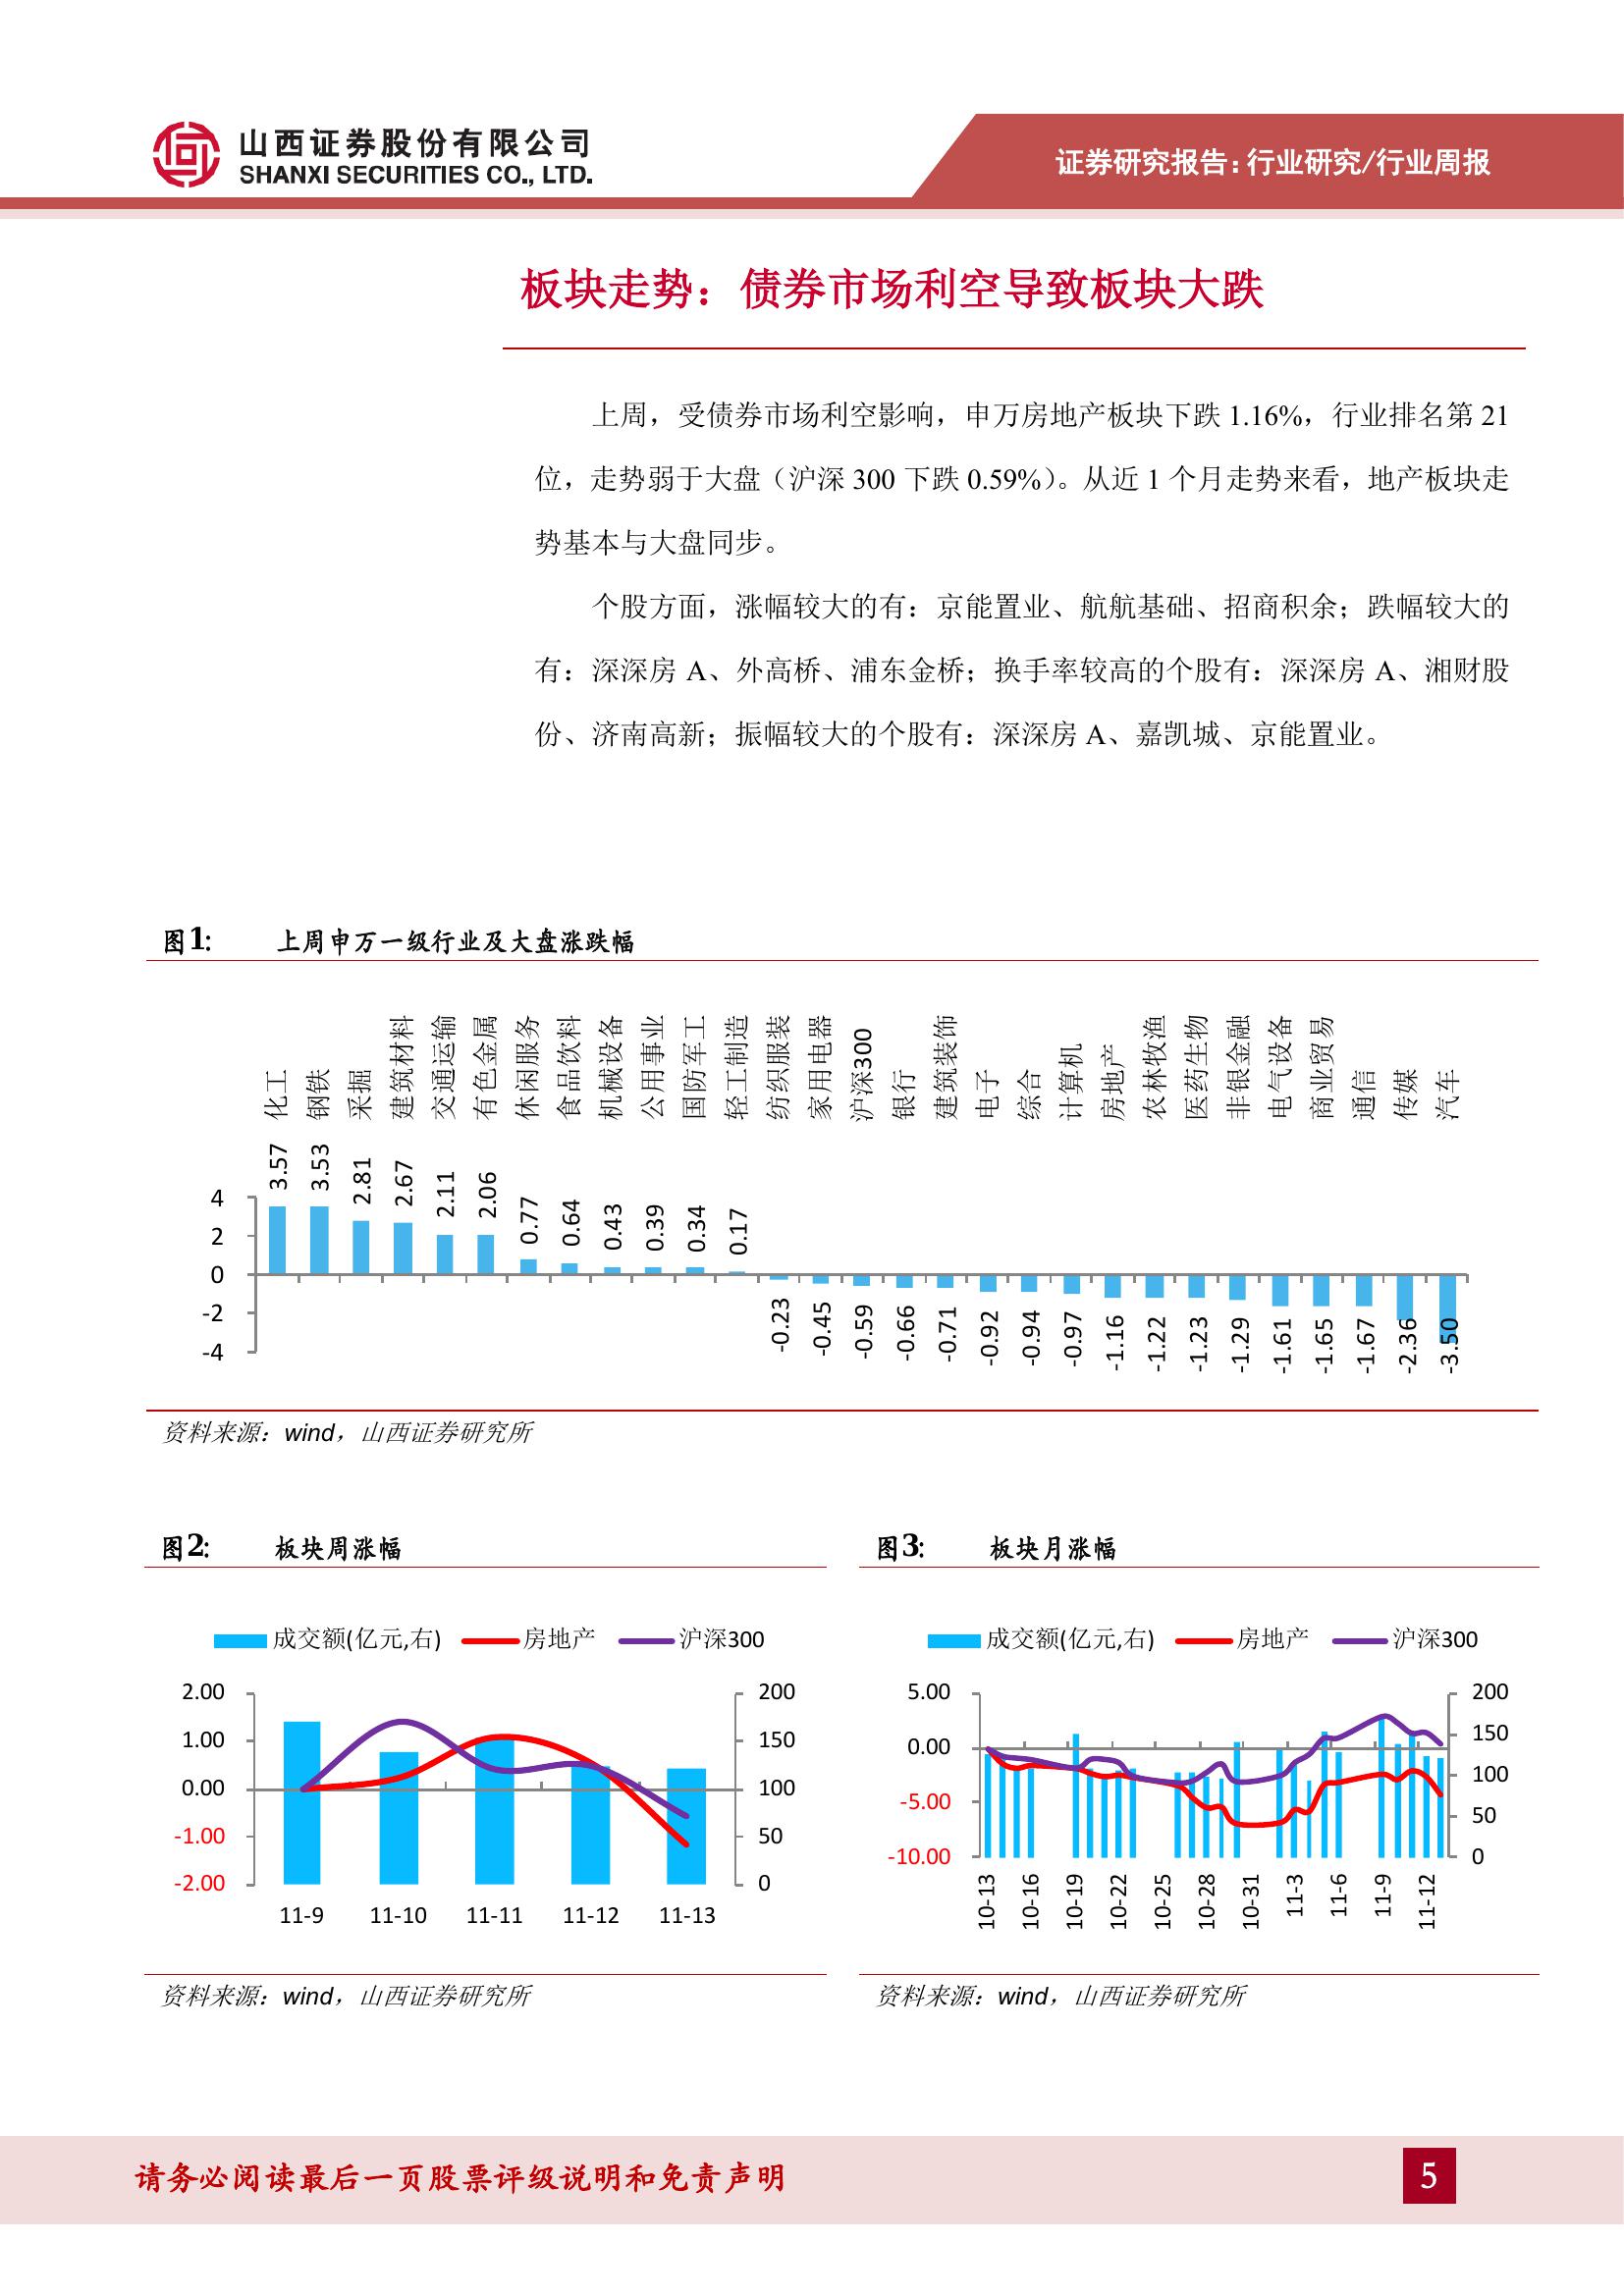 山西证券股份有限公司
SHANXI SECURITIES CO., LTD.
证券研究报告：行业研究/行业周报
板块走势：债券市场利空导致板块大跌
上周，受债券市场利空影响，申万房地产板块下跌 1.16%，行业排名第 21
位，走势弱于大盘（沪深 300 下跌 0.59%）。从近 1 个月走势来看，地产板块走
势基本与大盘同步。
个股方面，涨幅较大的有：京能置业、航航基础、招商积余；跌幅较大的
有：深深房 A、外高桥、浦东金桥；换手率较高的个股有：深深房 A、湘财股
份、济南高新；振幅较大的个股有：深深房 A、嘉凯城、京能置业。
图1: 上周申万一级行业及大盘涨跌幅
化工 钢铁 采掘 建筑材料 交通运输 有色金属 休闲服务 食品饮料 机械设备 公用事业 国防军工 轻工制造 纺织服装 家用电器 沪深300 银行 建筑装饰 电子 综合 计算机 房地产 农林牧渔 医药生物 非银金融 电气设备 商业贸易 通信 传媒 汽车
3.57 3.53 2.81 2.67 2.11 2.06 0.77 0.64 0.43 0.39 0.34 0.17 -0.23 -0.45 -0.59 -0.66 -0.71 -0.92 -0.94 -0.97 -1.16 -1.22 -1.23 -1.29 -1.61 -1.65 -1.67 -2.36 -3.50
4
2
0
-2
-4
资料来源：wind，山西证券研究所
图2: 板块周涨幅
成交额(亿元,右) 房地产 沪深300
2.00 200
1.00 150
0.00 100
-1.00 50
-2.00 0
11-9 11-10 11-11 11-12 11-13
资料来源：wind，山西证券研究所
图3: 板块月涨幅
成交额(亿元,右) 房地产 沪深300
5.00
0.00
-5.00
-10.00
200
150
100
50
0
10-13 10-16 10-19 10-22 10-25 10-28 10-31 11-3 11-6 11-9 11-12
资料来源：wind，山西证券研究所
请务必阅读最后一页股票评级说明和免责声明
5